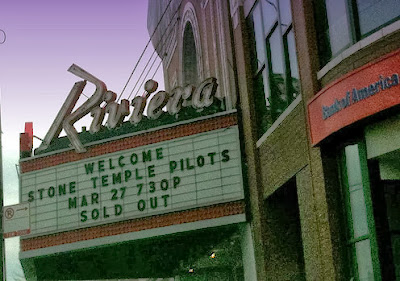 Riviera
WELCOME
STONE TEMPLE PILOTS
MAR 27 730P
SOLD OUT
Bank of America